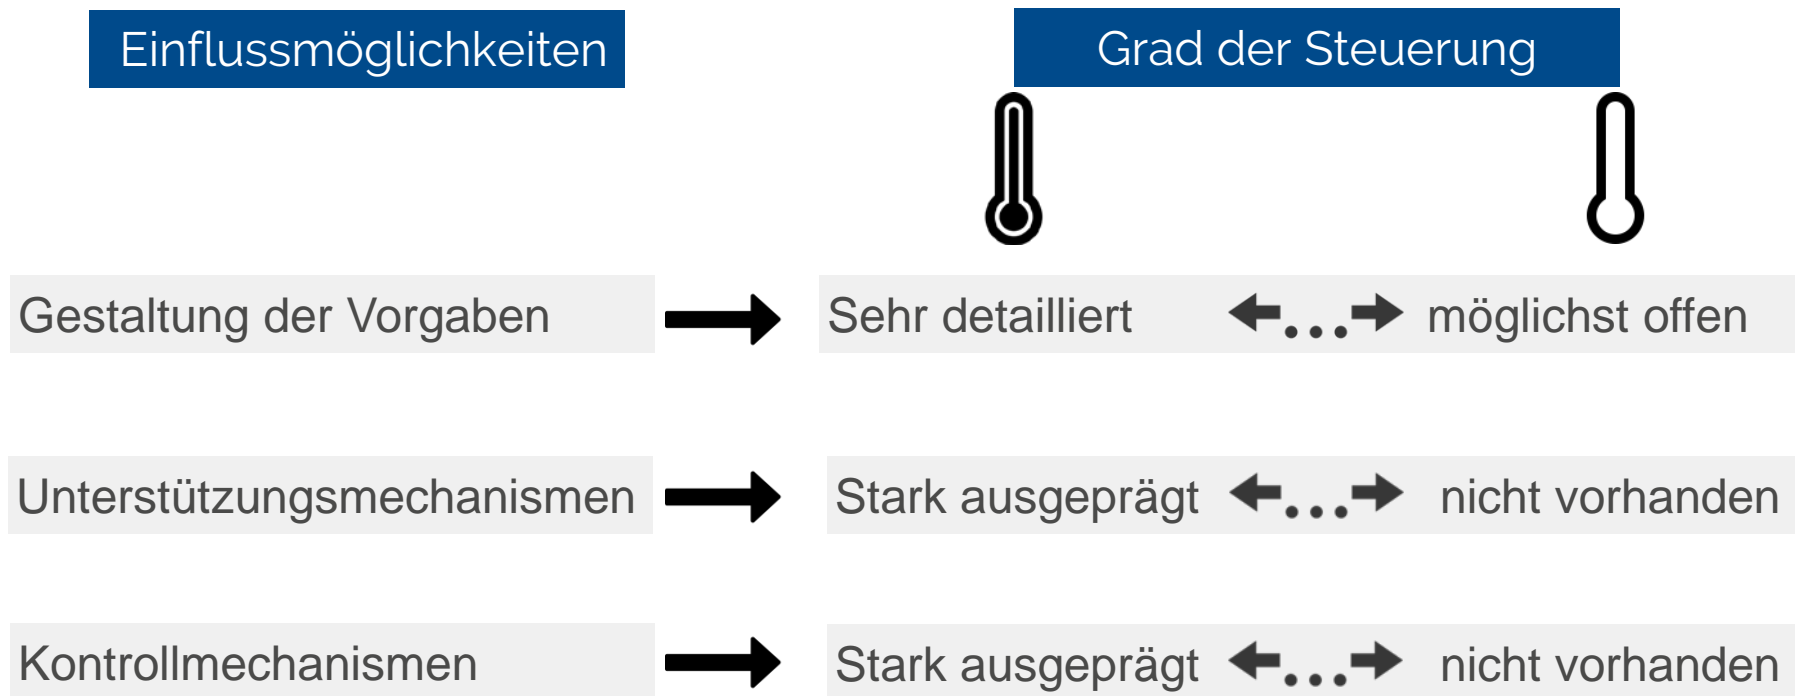 Einflussmöglichkeiten
Grad der Steuerung
Gestaltung der Vorgaben
Sehr detailliert
möglichst offen
Unterstützungsmechanismen
Stark ausgeprägt
nicht vorhanden
Kontrollmechanismen
Stark ausgeprägt
nicht vorhanden